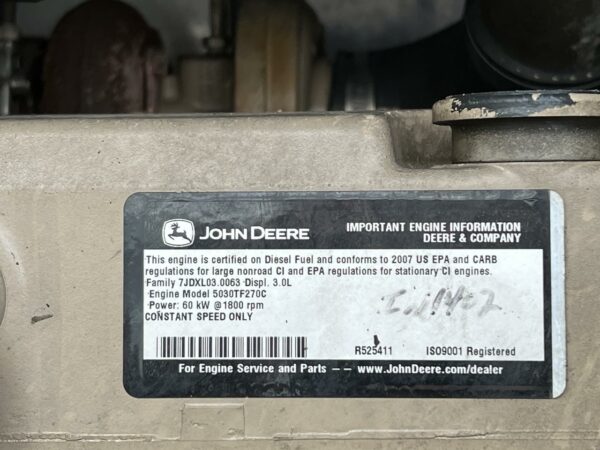 JOHN DEERE
IMPORTANT ENGINE INFORMATION
DEERE & COMPANY
This engine is certified on Diesel Fuel and conforms to 2007 US EPA and CARB
regulations for large nonroad CI and EPA regulations for stationary CI engines.
Family 7JDXL03.0063 Displ. 3.0L
Engine Model 5030TF270C
Power: 60 kW @1800 rpm
CONSTANT SPEED ONLY
R525411 ISO9001 Registered
For Engine Service and Parts -- www.JohnDeere.com/dealer